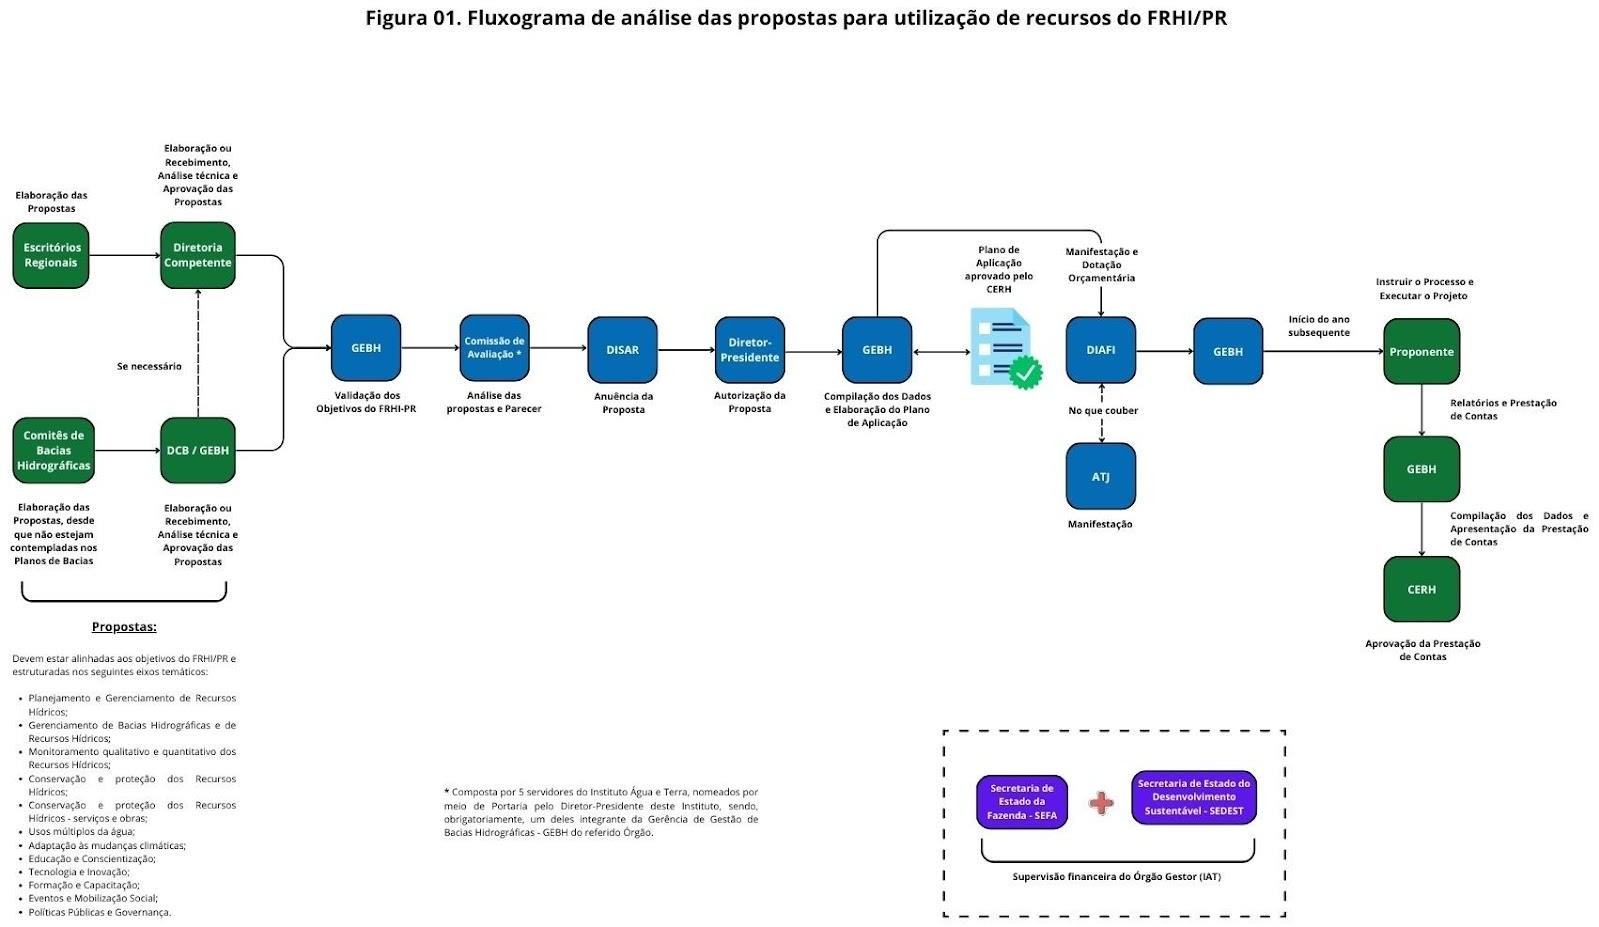 Figura 01. Fluxograma de análise das propostas para utilização de recursos do FRHI/PR
Elaboração das
Propostas
Escritórios
Regionais
Elaboração ou
Recebimento,
Análise técnica e
Aprovação das
Propostas
Diretoria
Competente
Se necessário
Comitês de
Bacias
Hidrográficas
DCB / GEBH
Elaboração das
Propostas, desde
que não estejam
contempladas nos
Planos de Bacias
Elaboração ou
Recebimento,
Análise técnica e
Aprovação das
Propostas
GEBH
Validação dos
Objetivos do FRHI-PR
Comissão de
Avaliação *
Análise das
propostas e Parecer
DISAR
Anuência da
Proposta
Diretor-
Presidente
Autorização da
Proposta
GEBH
Compilação dos Dados
e Elaboração do Plano
de Aplicação
Plano de
Aplicação
aprovado pelo
CERH
Manifestação e
Dotação
Orçamentária
DIAFI
No que couber
ATJ
Manifestação
GEBH
Início do ano
subsequente
Instruir o Processo e
Executar o Projeto
Proponente
Relatórios e Prestação
de Contas
GEBH
Compilação dos Dados e
Apresentação da Prestação
de Contas
CERH
Aprovação da Prestação
de Contas
Propostas:
Devem estar alinhadas aos objetivos do FRHI/PR e
estruturadas nos seguintes eixos temáticos:
• Planejamento e Gerenciamento de Recursos
Hídricos;
• Gerenciamento de Bacias Hidrográficas e de
Recursos Hídricos;
• Monitoramento qualitativo e quantitativo dos
Recursos Hídricos;
• Conservação e proteção dos Recursos
Hídricos;
• Conservação e proteção dos Recursos
Hídricos - serviços e obras;
• Usos múltiplos da água;
• Adaptação às mudanças climáticas;
• Educação e Conscientização;
• Tecnologia e Inovação;
• Formação e Capacitação;
• Eventos e Mobilização Social;
• Políticas Públicas e Governança.
* Composta por 5 servidores do Instituto Água e Terra, nomeados por
meio de Portaria pelo Diretor-Presidente deste Instituto, sendo,
obrigatoriamente, um deles integrante da Gerência de Gestão de
Bacias Hidrográficas - GEBH do referido Órgão.
Secretaria de
Estado da
Fazenda - SEFA
Secretaria de Estado do
Desenvolvimento
Sustentável - SEDEST
Supervisão financeira do Órgão Gestor (IAT)